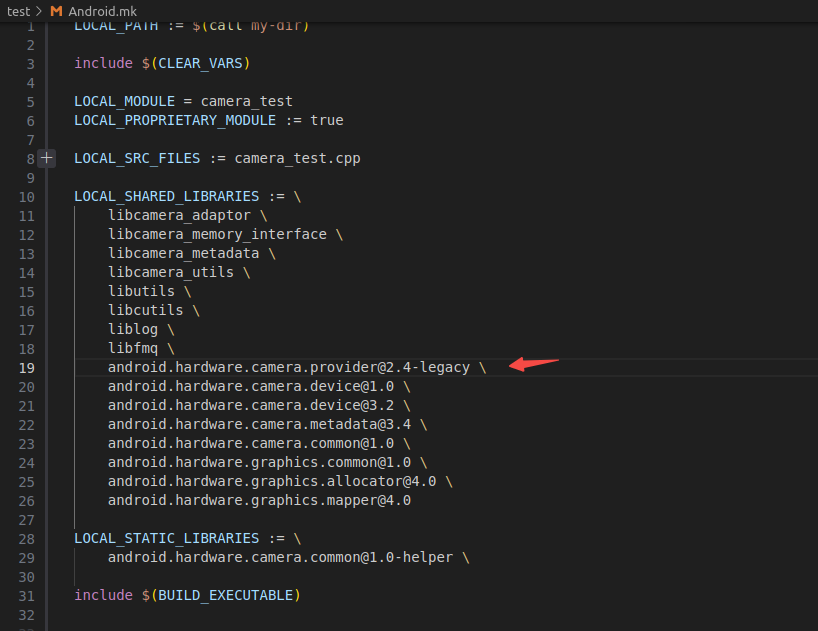 test > M Android.mk
1 LOCAL_PATH := $(call my-dir)
2
3 include $(CLEAR_VARS)
4
5 LOCAL_MODULE = camera_test
6 LOCAL_PROPRIETARY_MODULE := true
7
8 + LOCAL_SRC_FILES := camera_test.cpp
9
10 LOCAL_SHARED_LIBRARIES := \
11 libcamera_adaptor \
12 libcamera_memory_interface \
13 libcamera_metadata \
14 libcamera_utils \
15 libutils \
16 libcutils \
17 liblog \
18 libfmq \
19 android.hardware.camera.provider@2.4-legacy \
20 android.hardware.camera.device@1.0 \
21 android.hardware.camera.device@3.2 \
22 android.hardware.camera.metadata@3.4 \
23 android.hardware.camera.common@1.0 \
24 android.hardware.graphics.common@1.0 \
25 android.hardware.graphics.allocator@4.0 \
26 android.hardware.graphics.mapper@4.0
27
28 LOCAL_STATIC_LIBRARIES := \
29 android.hardware.camera.common@1.0-helper \
30
31 include $(BUILD_EXECUTABLE)
32